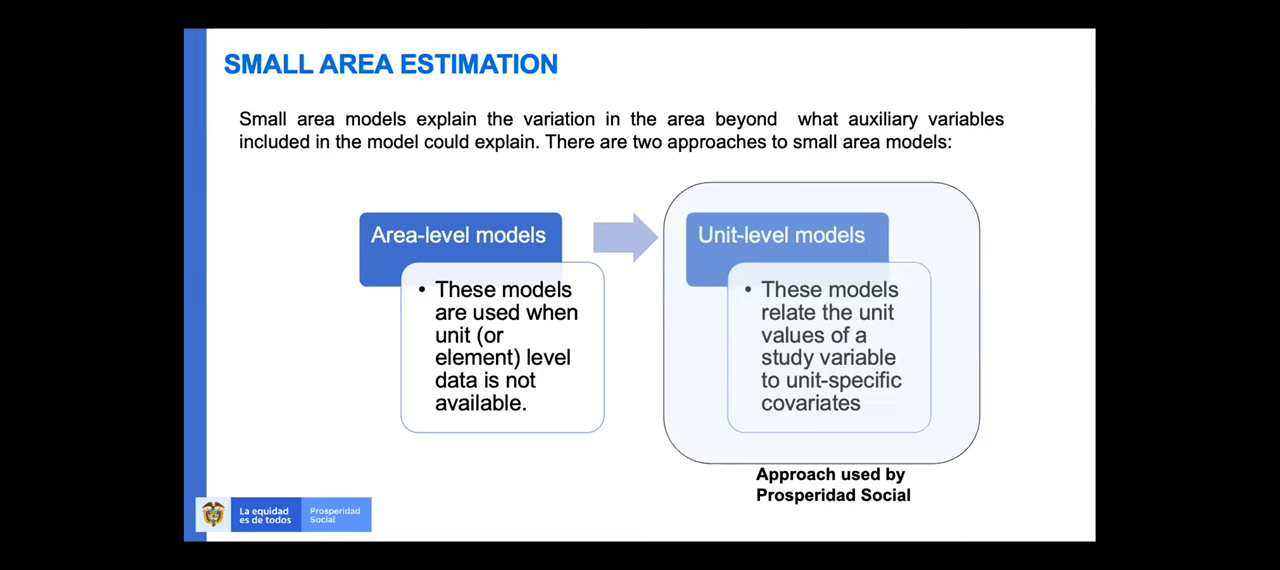 SMALL AREA ESTIMATION
Small area models explain the variation in the area beyond what auxiliary variables
included in the model could explain. There are two approaches to small area models:
Area-level models
• These models
are used when
unit (or
element) level
data is not
available.
Unit-level models
• These models
relate the unit
values of a
study variable
to unit-specific
covariates
Approach used by
Prosperidad Social
La equidad
es de todos
Prosperidad
Social